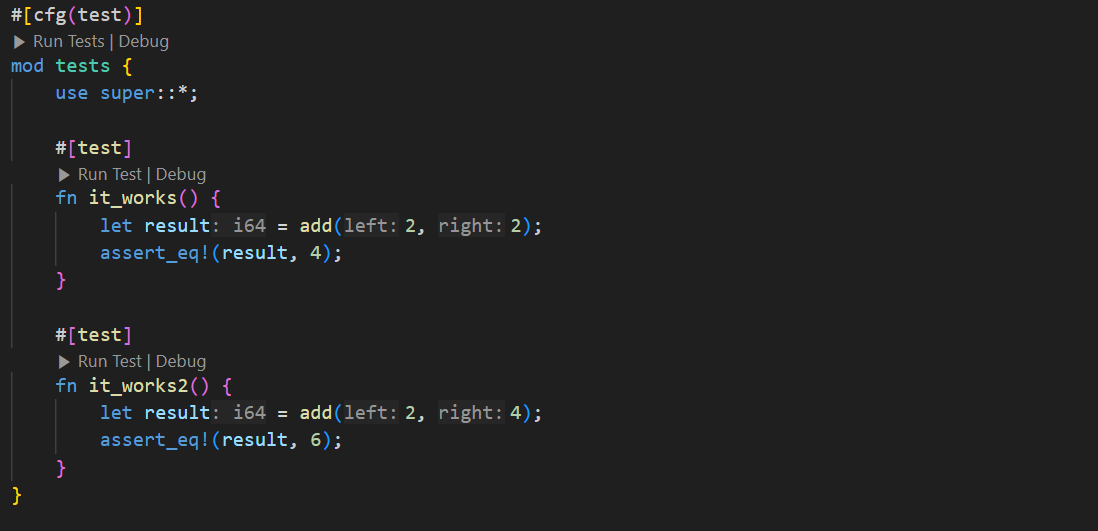 #[cfg(test)]
▶ Run Tests | Debug
mod tests {
    use super::*;

    #[test]
    ▶ Run Test | Debug
    fn it_works() {
        let result: i64 = add(left: 2, right: 2);
        assert_eq!(result, 4);
    }

    #[test]
    ▶ Run Test | Debug
    fn it_works2() {
        let result: i64 = add(left: 2, right: 4);
        assert_eq!(result, 6);
    }
}